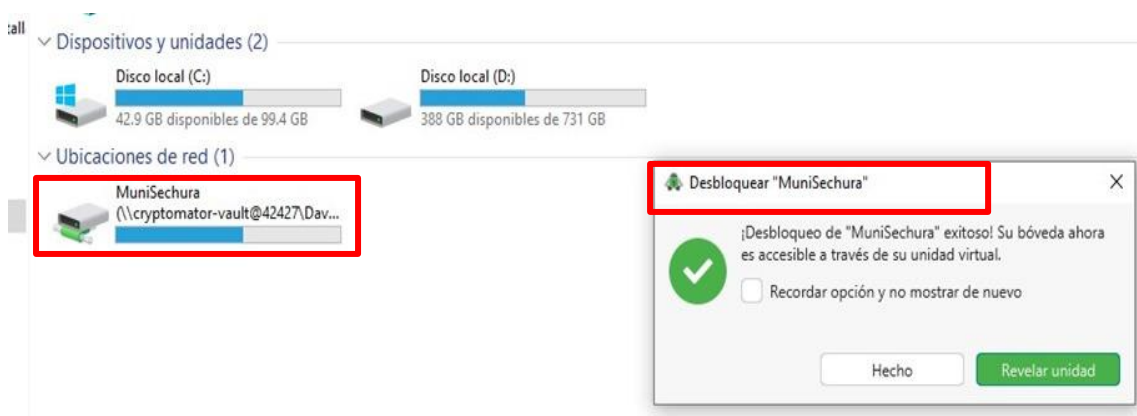 Dispositivos y unidades (2)
Disco local (C:)
42.9 GB disponibles de 99.4 GB
Disco local (D:)
388 GB disponibles de 731 GB
Ubicaciones de red (1)
MuniSechura
(\\cryptomator-vault@42427\Dav...
Desbloquear "MuniSechura"
¡Desbloqueo de "MuniSechura" exitoso! Su bóveda ahora
es accesible a través de su unidad virtual.
Recordar opción y no mostrar de nuevo
Hecho
Revelar unidad